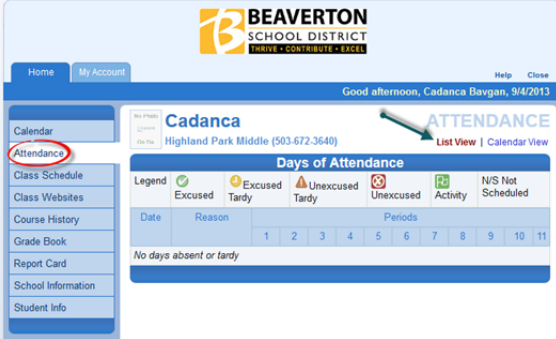 BEAVERTON
SCHOOL DISTRICT
THRIVE • CONTRIBUTE • EXCEL
Home My Account
Help Close
Good afternoon, Cadanca Bavgan, 9/4/2013
Calendar
Attendance
Class Schedule
Class Websites
Course History
Grade Book
Report Card
School Information
Student Info
No Photo
On File
Cadanca
Highland Park Middle (503-672-3640)
ATTENDANCE
List View | Calendar View
Days of Attendance
Legend Excused Excused Tardy Unexcused Tardy Unexcused Activity N/S Not Scheduled
Date Reason Periods
1 2 3 4 5 6 7 8 9 10 11
No days absent or tardy